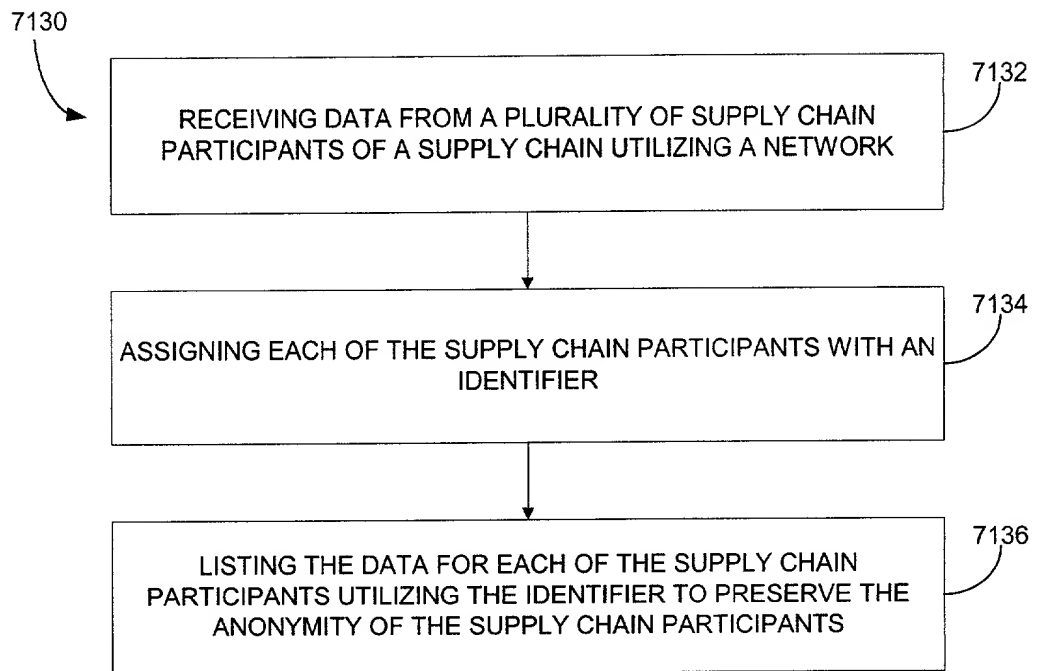 7130
7132
RECEIVING DATA FROM A PLURALITY OF SUPPLY CHAIN
PARTICIPANTS OF A SUPPLY CHAIN UTILIZING A NETWORK
7134
ASSIGNING EACH OF THE SUPPLY CHAIN PARTICIPANTS WITH AN
IDENTIFIER
7136
LISTING THE DATA FOR EACH OF THE SUPPLY CHAIN
PARTICIPANTS UTILIZING THE IDENTIFIER TO PRESERVE THE
ANONYMITY OF THE SUPPLY CHAIN PARTICIPANTS